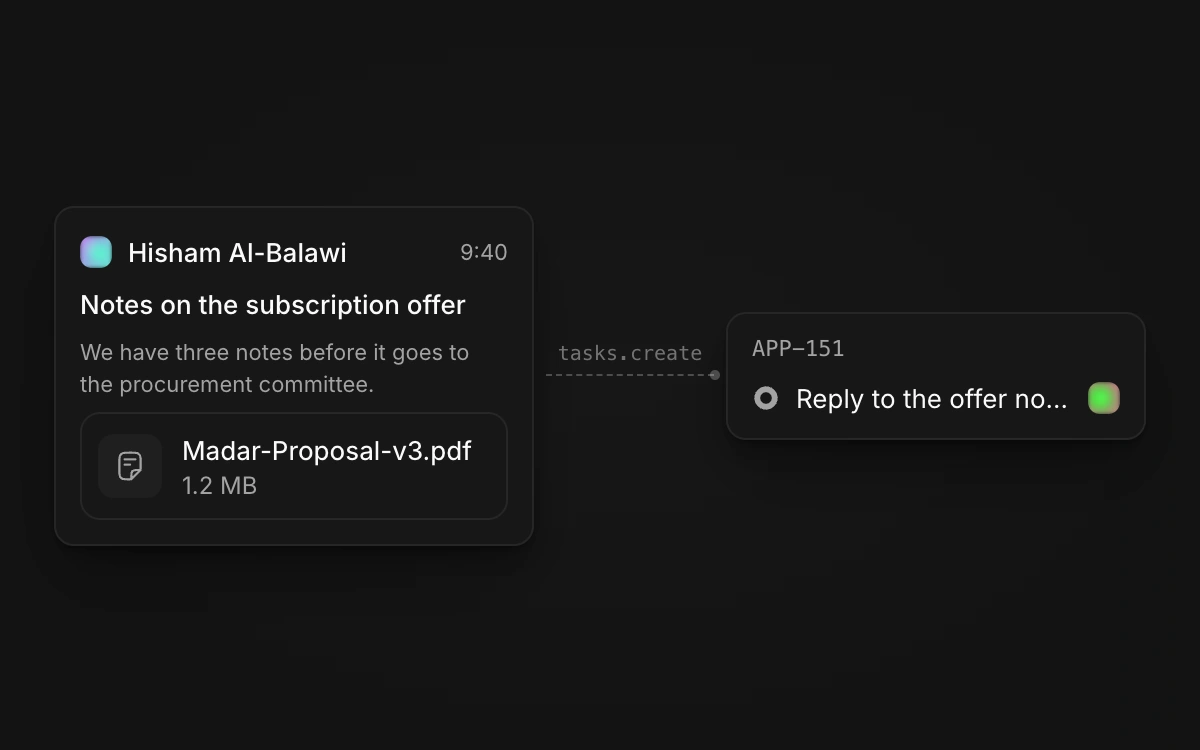 Hisham Al-Balawi 9:40
Notes on the subscription offer
We have three notes before it goes to
the procurement committee.
Madar-Proposal-v3.pdf
1.2 MB
tasks.create
APP-151
Reply to the offer no...